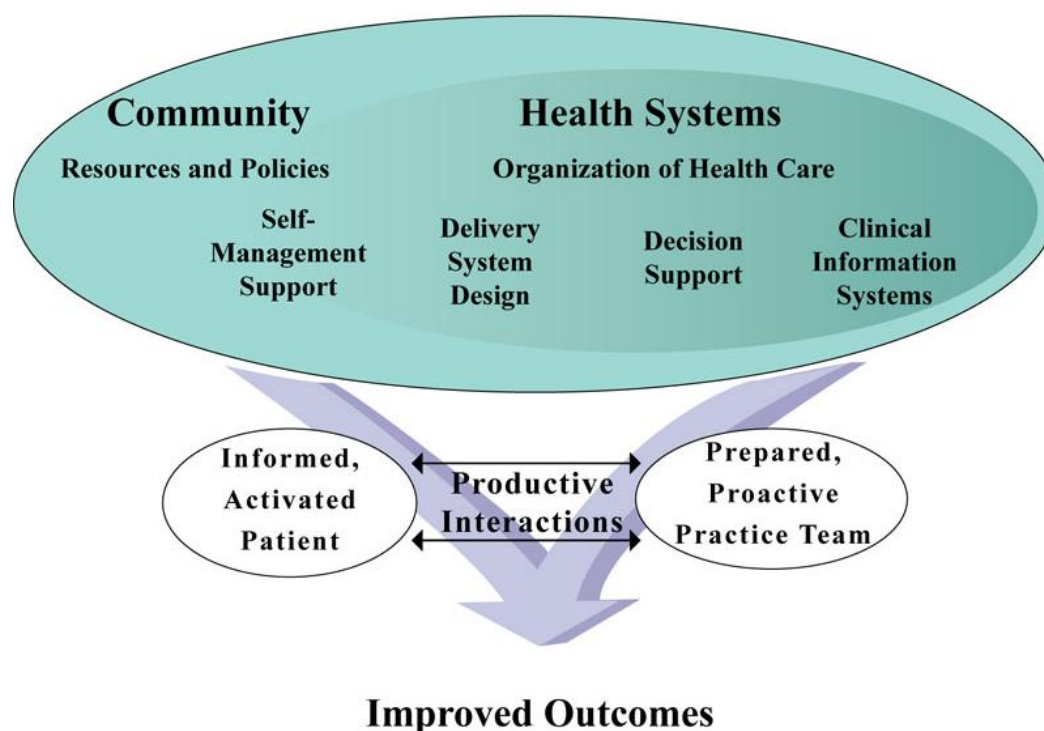 Community
Health Systems
Resources and Policies
Organization of Health Care
Self-
Management
Support
Delivery
System
Design
Decision
Support
Clinical
Information
Systems
Informed,
Activated
Patient
Productive
Interactions
Prepared,
Proactive
Practice Team
Improved Outcomes